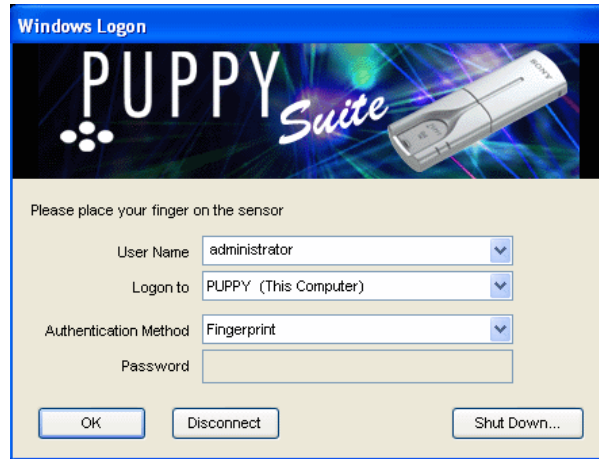 Windows Logon
PUPPY
Suite
SONY
Please place your finger on the sensor
User Name administrator
Logon to PUPPY (This Computer)
Authentication Method Fingerprint
Password
OK Disconnect Shut Down...